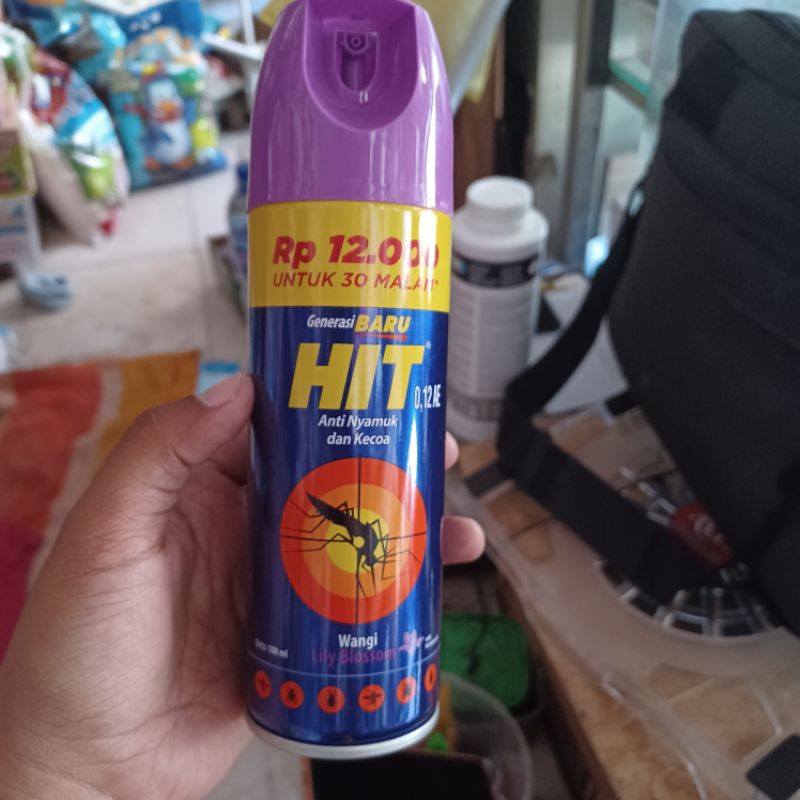 Rp 12.000
UNTUK 30 MALAM*
Generasi BARU
HIT®
0,12 AE
Anti Nyamuk
dan Kecoa
Wangi
Lily Blossom